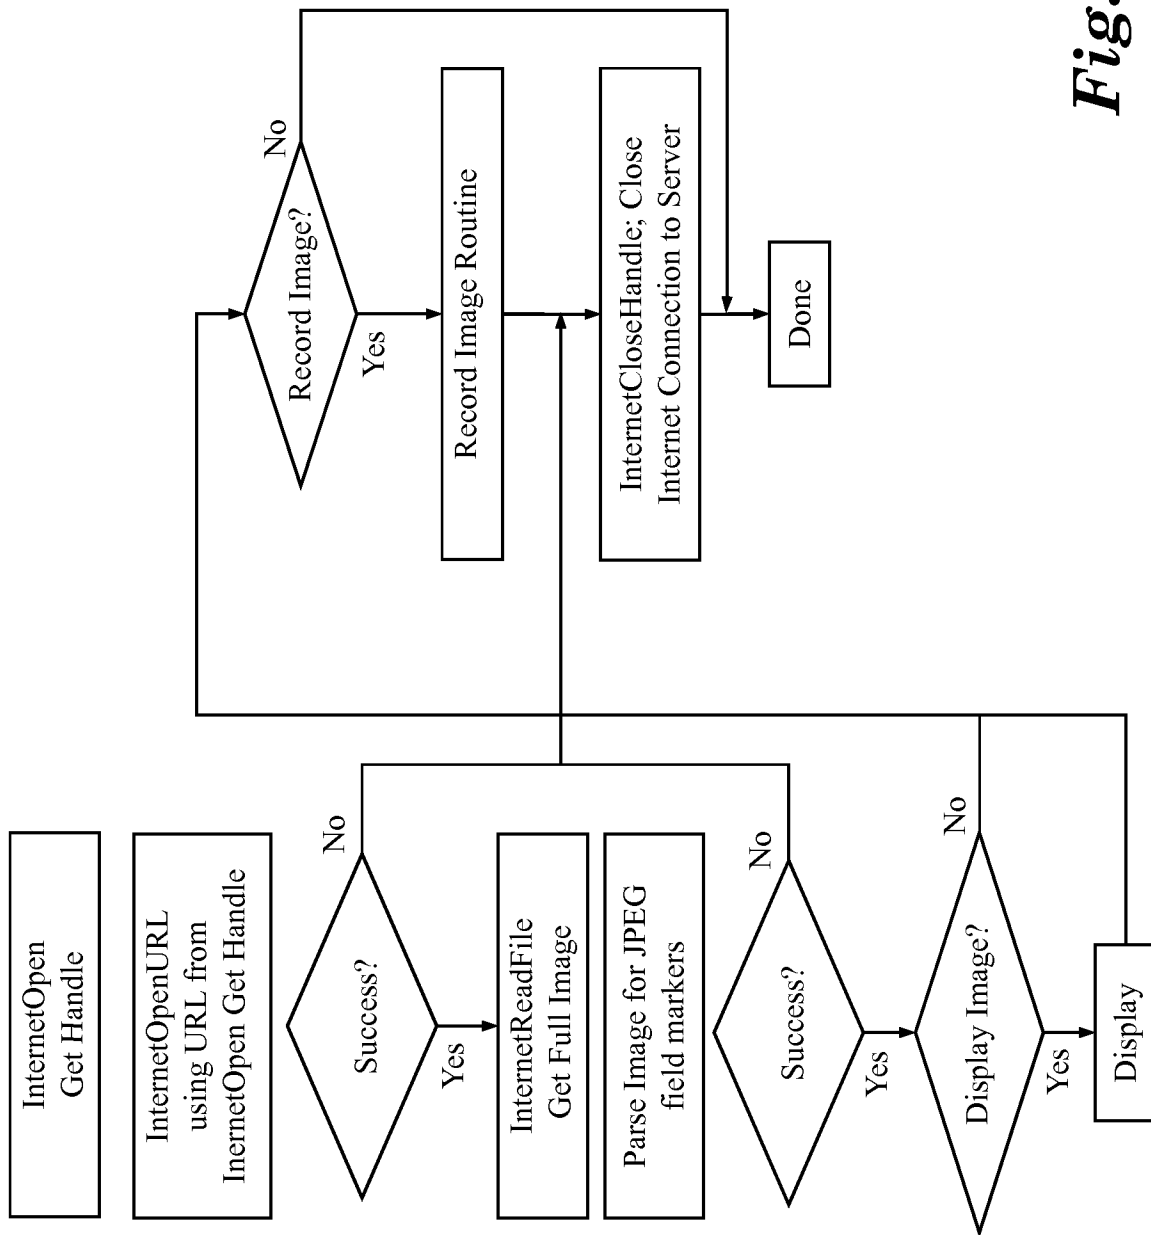 InternetOpen
Get Handle
InternetOpenURL
using URL from
InernetOpen Get Handle
Success?
No
Yes
InternetReadFile
Get Full Image
Parse Image for JPEG
field markers
Success?
No
Yes
Display Image?
No
Yes
Display
Record Image?
No
Yes
Record Image Routine
InternetCloseHandle; Close
Internet Connection to Server
Done
Fig.